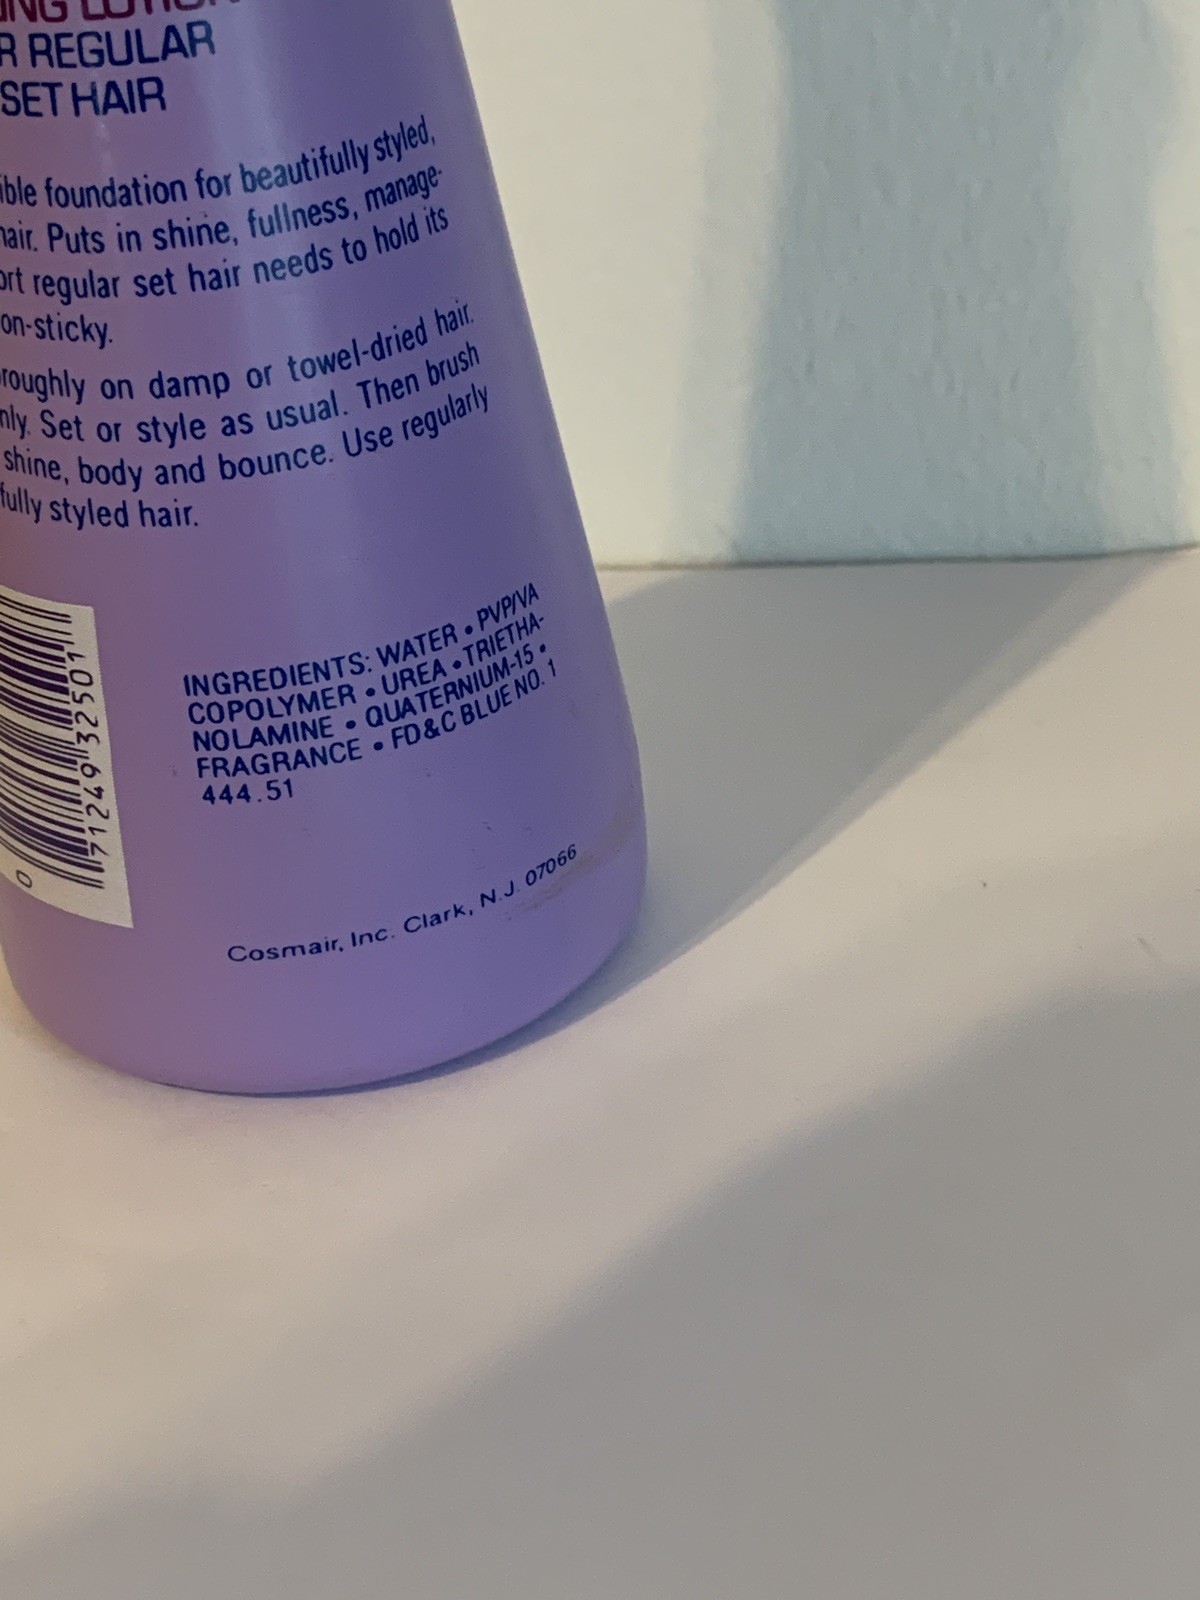 ING LOTION
R REGULAR
SET HAIR
ible foundation for beautifully styled,
hair. Puts in shine, fullness, manage-
ort regular set hair needs to hold its
on-sticky.
roughly on damp or towel-dried hair.
nly. Set or style as usual. Then brush
shine, body and bounce. Use regularly
fully styled hair.
INGREDIENTS: WATER • PVP/VA
COPOLYMER • UREA • TRIETHA-
NOLAMINE • QUATERNIUM-15 •
FRAGRANCE • FD&C BLUE NO. 1
444.51
0 71249 32501
Cosmair, Inc. Clark, N.J. 07066